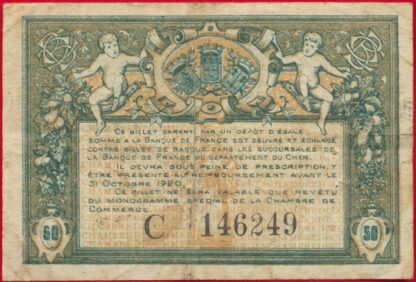 CE BILLET GARANTI PAR UN DÉPÔT D'ÉGALE
SOMME A LA BANQUE DE FRANCE EST DÉLIVRÉ ET ÉCHANGÉ
CONTRE BILLET DE BANQUE DANS LES SUCCURSALES DE
LA BANQUE DE FRANCE DU DÉPARTEMENT DU CHER.
IL DEVRA SOUS PEINE DE PRESCRIPTION, Y
ÊTRE PRÉSENTÉ AU REMBOURSEMENT AVANT LE
31 OCTOBRE 1920.
CE BILLET NE SERA VALABLE QUE REVÊTU
DU MONOGRAMME SPÉCIAL DE LA CHAMBRE DE
COMMERCE.
C 146249
50 50